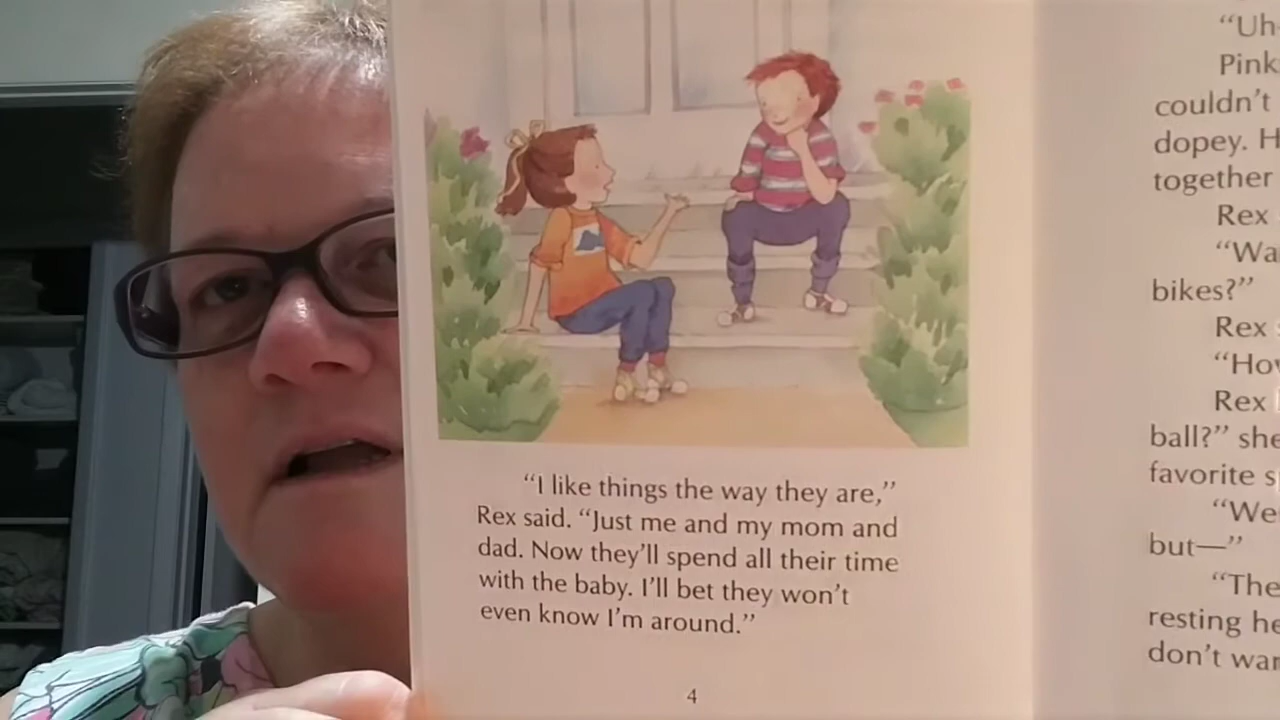 “I like things the way they are,”
Rex said. “Just me and my mom and
dad. Now they’ll spend all their time
with the baby. I’ll bet they won’t
even know I’m around.”
4
“Uh-
Pink
couldn’t
dopey. H
together
Rex
“Wa
bikes?”
Rex
“Ho
Rex
ball?” she
favorite s
“We
but—”
“The
resting he
don’t wan